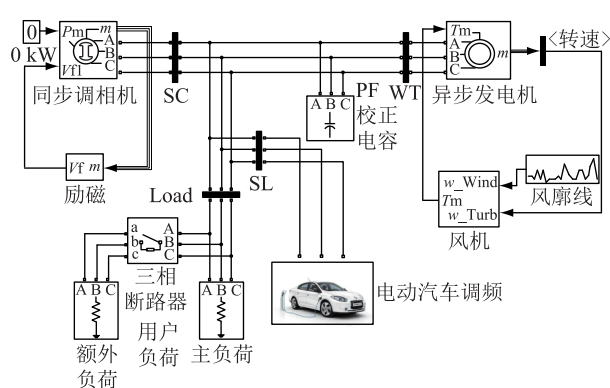 0
0 kW
Pm m
A
B
C
Vf1
同步调相机
SC
A B C
PF
校正
电容
WT
Tm
A
B
C
m
异步发电机
<转速>
Vf m
励磁
Load
SL
w_Wind
Tm
w_Turb
风机
风廓线
a
b
c
A
B
C
三相
断路器
A B C
额外
负荷
用户
负荷
A B C
主负荷
电动汽车调频